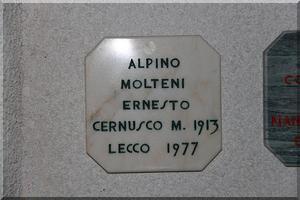 ALPINO
MOLTENI
ERNESTO
CERNUSCO M. 1913
LECCO 1977